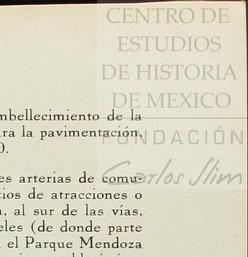 CENTRO DE
ESTUDIOS
DE HISTORIA
DE MEXICO
FUNDACIÓN
Carlos Slim
mbellecimiento de la
ra la pavimentación,
0.
es arterias de comu-
ios de atracciones o
, al sur de las vías,
eles (de donde parte
el Parque Mendoza